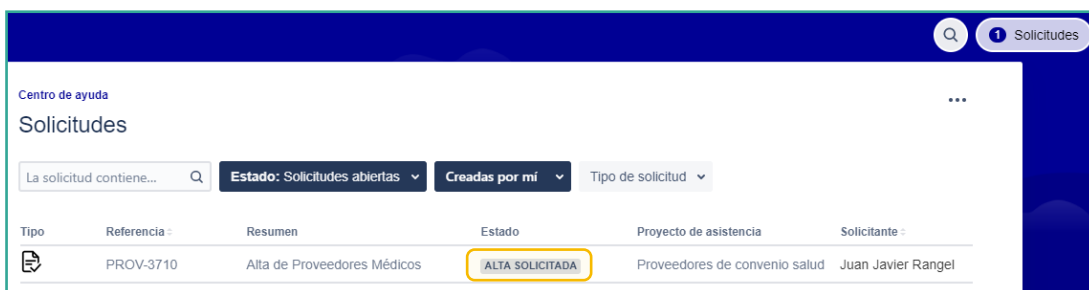 1 Solicitudes
Centro de ayuda
Solicitudes
La solicitud contiene... Estado: Solicitudes abiertas Creadas por mí Tipo de solicitud
Tipo Referencia Resumen Estado Proyecto de asistencia Solicitante
PROV-3710 Alta de Proveedores Médicos ALTA SOLICITADA Proveedores de convenio salud Juan Javier Rangel